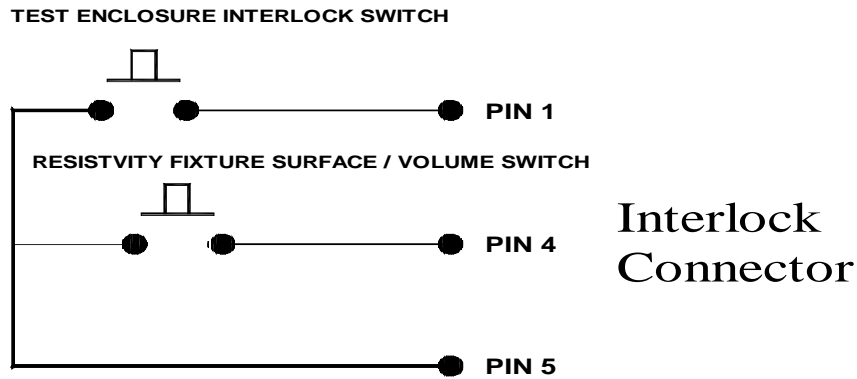 TEST ENCLOSURE INTERLOCK SWITCH
PIN 1
RESISTVITY FIXTURE SURFACE / VOLUME SWITCH
PIN 4
Interlock
Connector
PIN 5